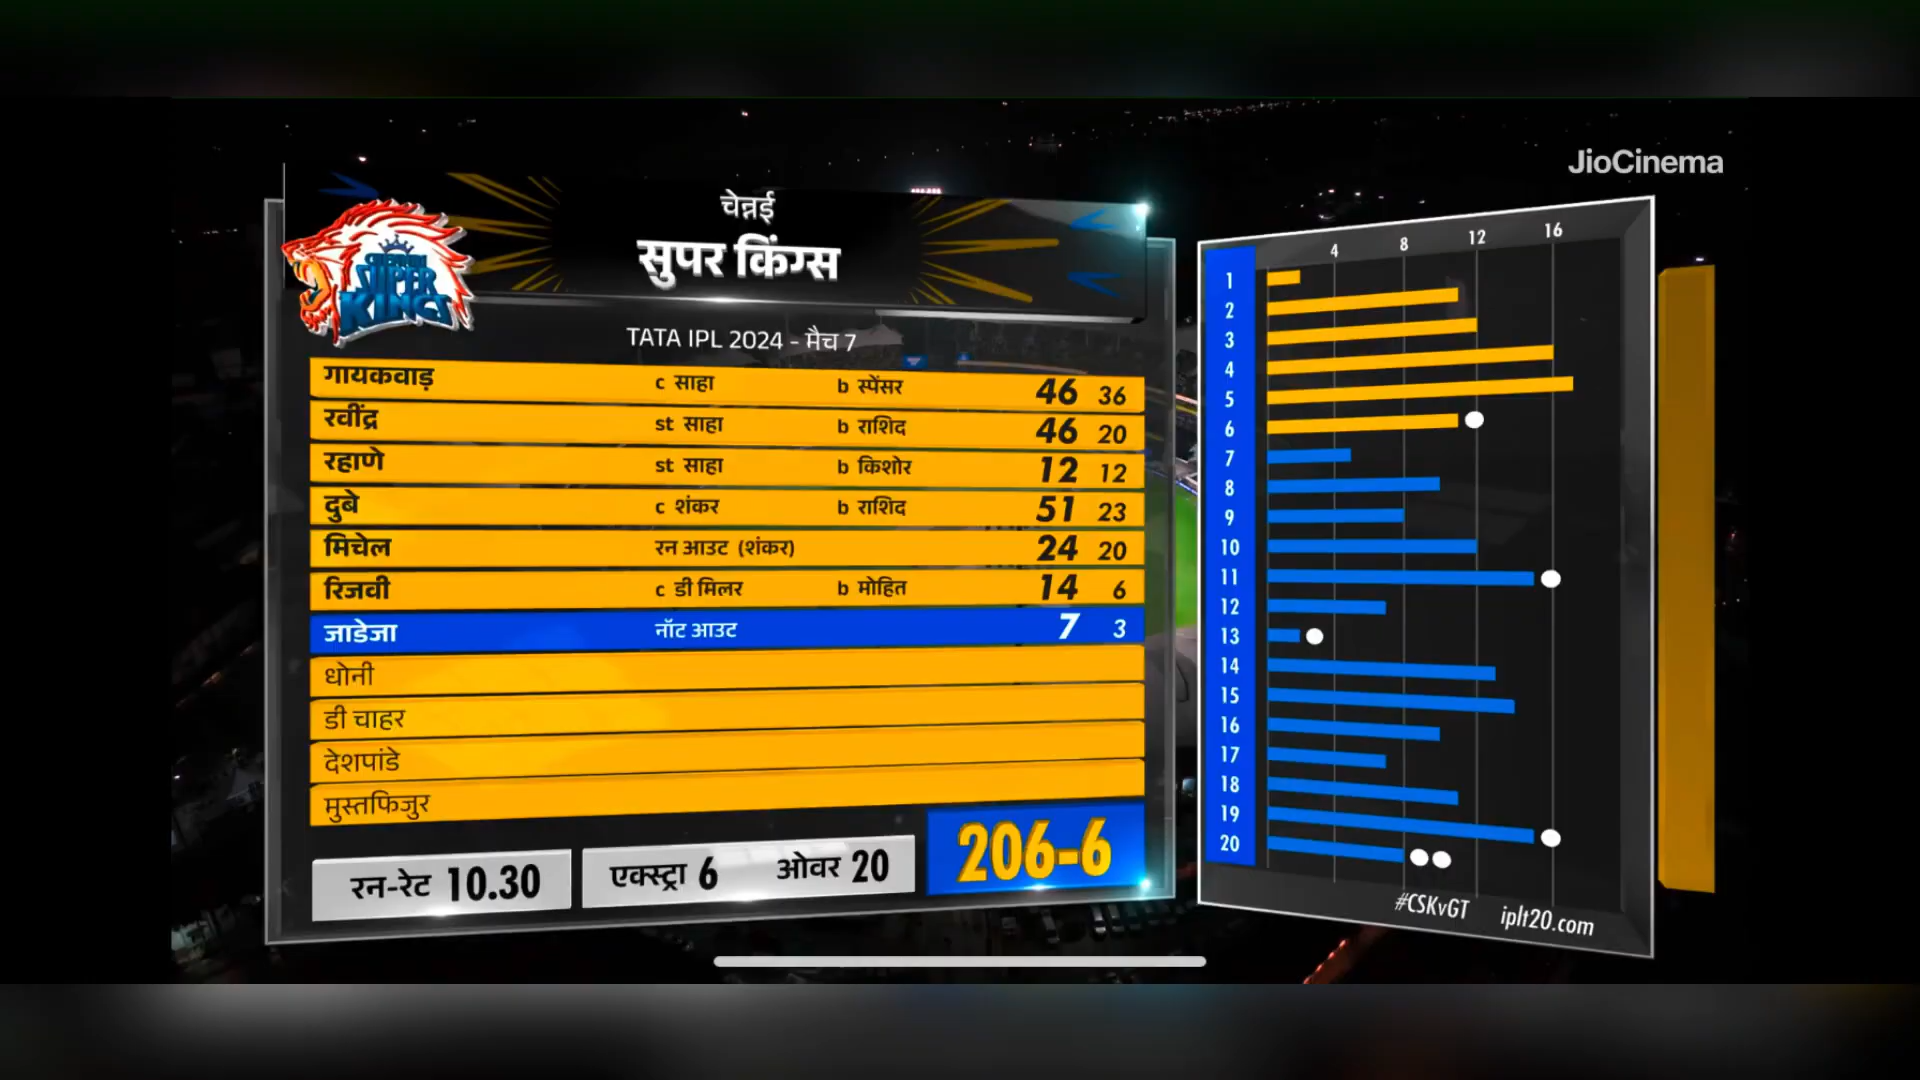 JioCinema
चेन्नई
सुपर किंग्स
CHENNAI
SUPER
KINGS
TATA IPL 2024 - मैच 7
गायकवाड़ c साहा b स्पेंसर 46 36
रवींद्र st साहा b राशिद 46 20
रहाणे st साहा b किशोर 12 12
दुबे c शंकर b राशिद 51 23
मिचेल रन आउट (शंकर) 24 20
रिजवी c डी मिलर b मोहित 14 6
जाडेजा नॉट आउट 7 3
धोनी
डी चाहर
देशपांडे
मुस्तफिजुर
रन-रेट 10.30 एक्स्ट्रा 6 ओवर 20 206-6
4 8 12 16
1
2
3
4
5
6
7
8
9
10
11
12
13
14
15
16
17
18
19
20
#CSKvGT iplt20.com